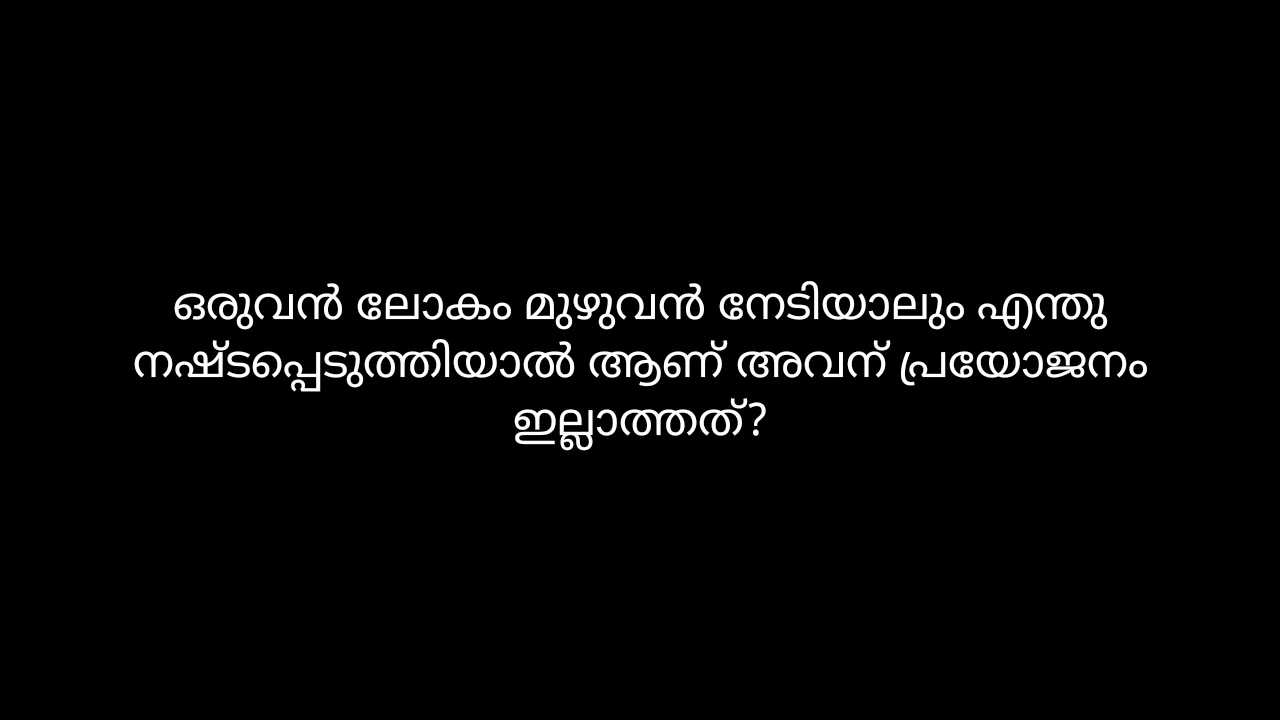 ഒരുവൻ ലോകം മുഴുവൻ നേടിയാലും എന്തു
നഷ്ടപ്പെടുത്തിയാൽ ആണ് അവന് പ്രയോജനം
ഇല്ലാത്തത്?